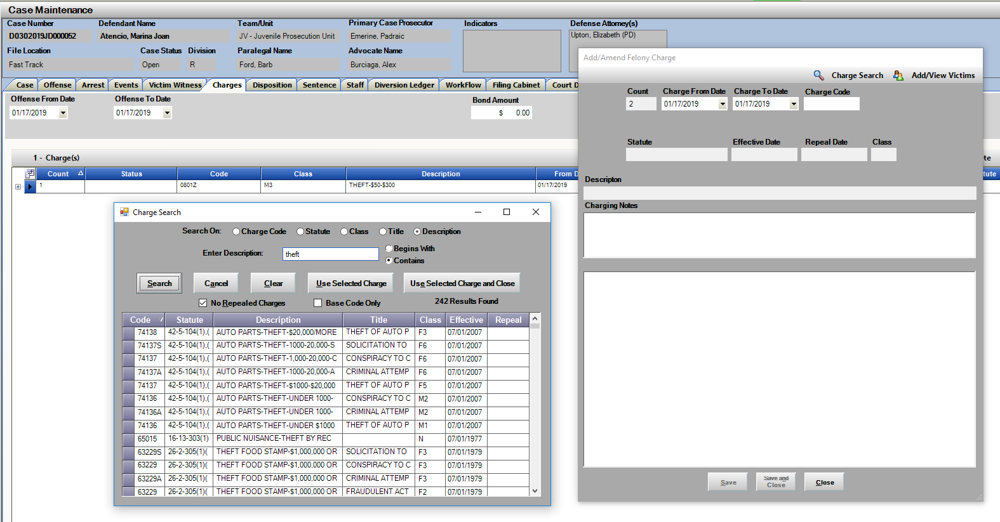 Case Maintenance
Case Number Defendant Name Team/Unit Primary Case Prosecutor Indicators Defense Attorney(s)
D0302019JD000052 Atencio, Marina Joan JV - Juvenile Prosecution Unit Emerine, Padraic Upton, Elizabeth (PD)
File Location Case Status Division Paralegal Name Advocate Name
Fast Track Open R Ford, Barb Burciaga, Alex
Case Offense Arrest Events Victim Witness Charges Disposition Sentence Staff Diversion Ledger WorkFlow Filing Cabinet Court D
Offense From Date Offense To Date Bond Amount
01/17/2019 01/17/2019 $ 0.00
1 - Charge(s) te
Count Status Code Class Description From D tute
1 0801Z M3 THEFT-$50-$300 01/17/2019
Charge Search
Search On: Charge Code Statute Class Title Description
Enter Description: theft Begins With
Contains
Search Cancel Clear Use Selected Charge Use Selected Charge and Close
No Repealed Charges Base Code Only 242 Results Found
Code Statute Description Title Class Effective Repeal
74138 42-5-104(1),( AUTO PARTS-THEFT-$20,000/MORE THEFT OF AUTO P F3 07/01/2007
74137S 42-5-104(1),( AUTO PARTS-THEFT-1000-20,000-S SOLICITATION TO F6 07/01/2007
74137 42-5-104(1),( AUTO PARTS-THEFT-1,000-20,000-C CONSPIRACY TO C F6 07/01/2007
74137A 42-5-104(1),( AUTO PARTS-THEFT-1000-20,000-A CRIMINAL ATTEMP F6 07/01/2007
74137 42-5-104(1),( AUTO PARTS-THEFT-$1000-$20,000 THEFT OF AUTO P F5 07/01/2007
74136 42-5-104(1),( AUTO PARTS-THEFT-UNDER 1000- CONSPIRACY TO C M2 07/01/2007
74136A 42-5-104(1),( AUTO PARTS-THEFT-UNDER 1000- CRIMINAL ATTEMP M2 07/01/2007
74136 42-5-104(1),( AUTO PARTS-THEFT-UNDER $1000 THEFT OF AUTO P M1 07/01/2007
65015 16-13-303(1) PUBLIC NUISANCE-THEFT BY REC N 07/01/1977
63229S 26-2-305(1)( THEFT FOOD STAMP-$1,000,000 OR SOLICITATION TO F3 07/01/1979
63229 26-2-305(1)( THEFT FOOD STAMP-$1,000,000 OR CONSPIRACY TO C F3 07/01/1979
63229A 26-2-305(1)( THEFT FOOD STAMP-$1,000,000 OR CRIMINAL ATTEMP F3 07/01/1979
63229 26-2-305(1)( THEFT FOOD STAMP-$1,000,000 OR FRAUDULENT ACT F2 07/01/1979
Add/Amend Felony Charge
Charge Search Add/View Victims
Count Charge From Date Charge To Date Charge Code
2 01/17/2019 01/17/2019
Statute Effective Date Repeal Date Class
Descripton
Charging Notes
Save Save and Close Close